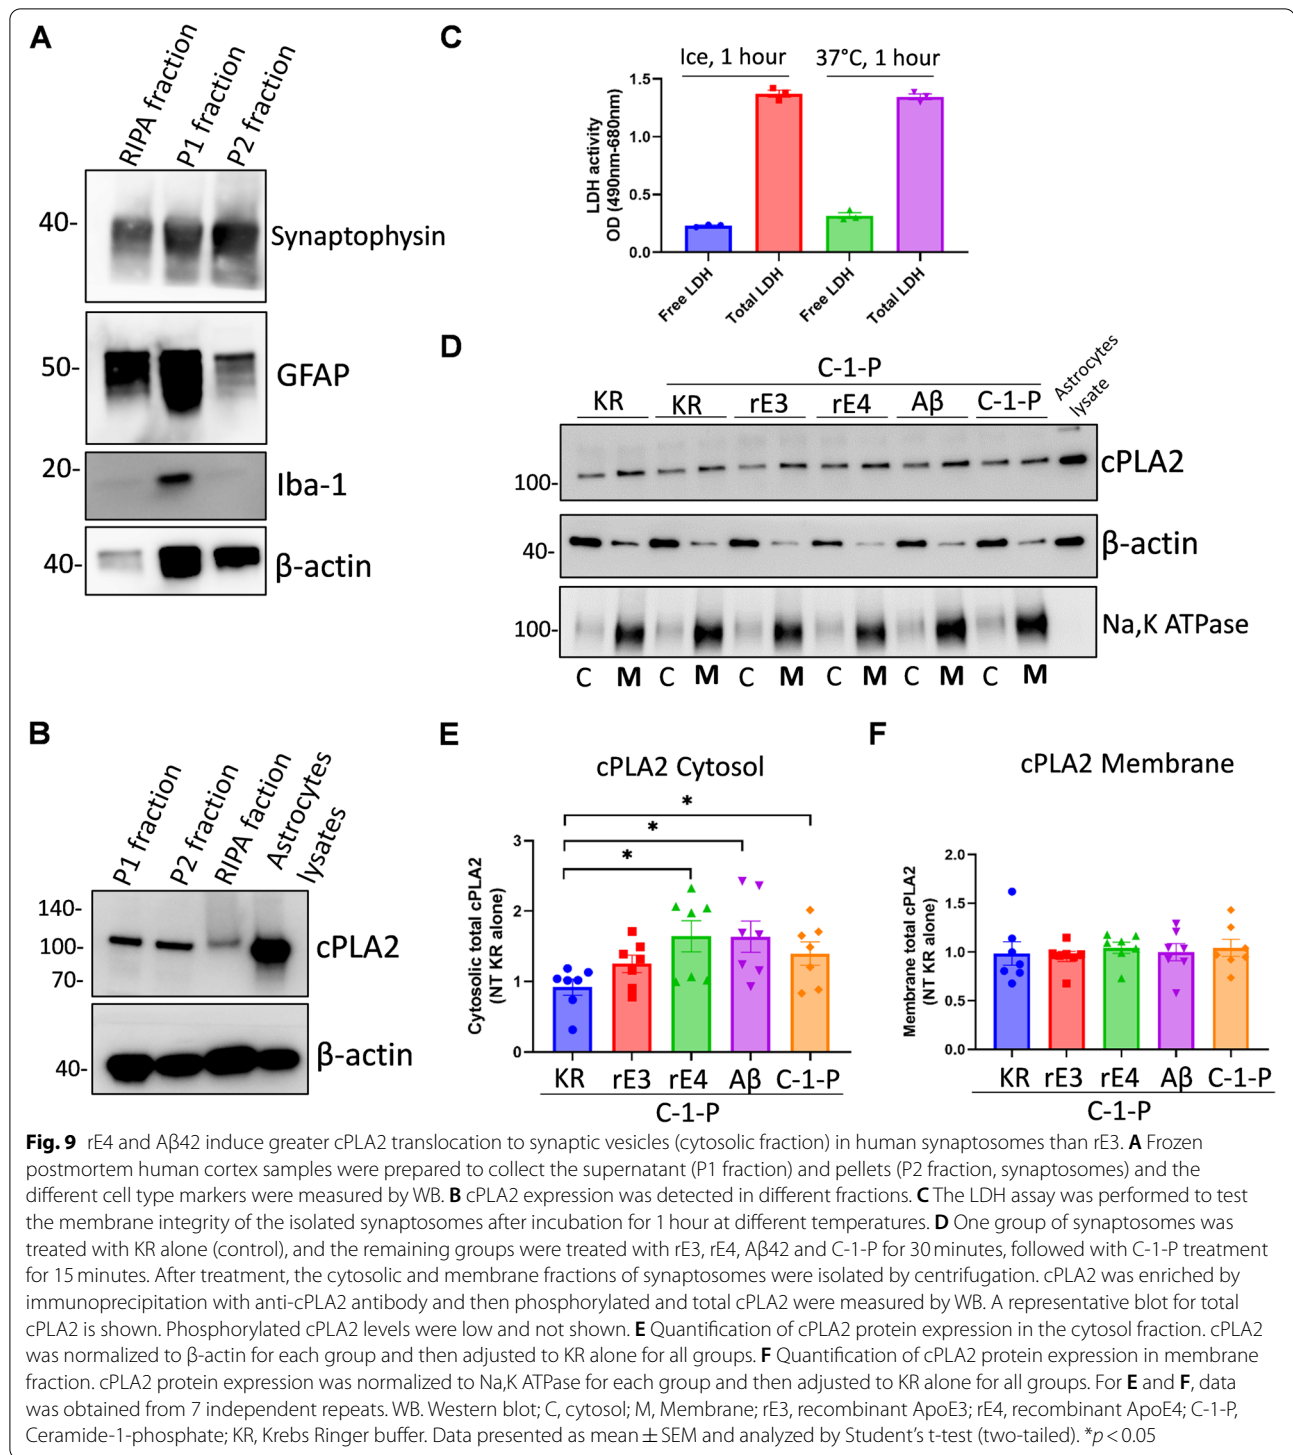 A
RIPA fraction
P1 fraction
P2 fraction
40-
Synaptophysin
50-
GFAP
20-
Iba-1
40-
β-actin
C
Ice, 1 hour
37°C, 1 hour
LDH activity
OD (490nm-680nm)
1.5
1.0
0.5
0.0
Free LDH
Total LDH
Free LDH
Total LDH
D
C-1-P
KR
KR
rE3
rE4
Aβ
C-1-P
Astrocytes
lysate
100-
cPLA2
40-
β-actin
100-
Na,K ATPase
C M C M C M C M C M C M
B
P1 fraction
P2 fraction
RIPA faction
Astrocytes
lysates
140-
100-
70-
cPLA2
40-
β-actin
E
cPLA2 Cytosol
Cytosolic total cPLA2
(NT KR alone)
3
2
1
0
*
*
*
KR rE3 rE4 Aβ C-1-P
C-1-P
F
cPLA2 Membrane
Membrane total cPLA2
(NT KR alone)
2.0
1.5
1.0
0.5
0.0
KR rE3 rE4 Aβ C-1-P
C-1-P
Fig. 9 rE4 and Aβ42 induce greater cPLA2 translocation to synaptic vesicles (cytosolic fraction) in human synaptosomes than rE3. A Frozen
postmortem human cortex samples were prepared to collect the supernatant (P1 fraction) and pellets (P2 fraction, synaptosomes) and the
different cell type markers were measured by WB. B cPLA2 expression was detected in different fractions. C The LDH assay was performed to test
the membrane integrity of the isolated synaptosomes after incubation for 1 hour at different temperatures. D One group of synaptosomes was
treated with KR alone (control), and the remaining groups were treated with rE3, rE4, Aβ42 and C-1-P for 30 minutes, followed with C-1-P treatment
for 15 minutes. After treatment, the cytosolic and membrane fractions of synaptosomes were isolated by centrifugation. cPLA2 was enriched by
immunoprecipitation with anti-cPLA2 antibody and then phosphorylated and total cPLA2 were measured by WB. A representative blot for total
cPLA2 is shown. Phosphorylated cPLA2 levels were low and not shown. E Quantification of cPLA2 protein expression in the cytosol fraction. cPLA2
was normalized to β-actin for each group and then adjusted to KR alone for all groups. F Quantification of cPLA2 protein expression in membrane
fraction. cPLA2 protein expression was normalized to Na,K ATPase for each group and then adjusted to KR alone for all groups. For E and F, data
was obtained from 7 independent repeats. WB. Western blot; C, cytosol; M, Membrane; rE3, recombinant ApoE3; rE4, recombinant ApoE4; C-1-P,
Ceramide-1-phosphate; KR, Krebs Ringer buffer. Data presented as mean ± SEM and analyzed by Student's t-test (two-tailed). *p < 0.05